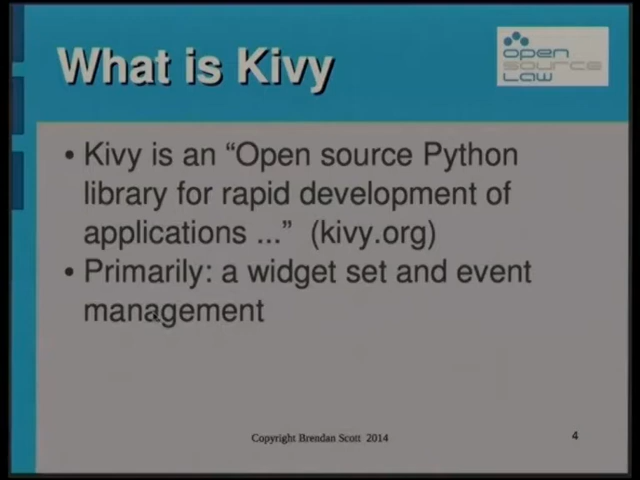 What is Kivy
open
source
Law
• Kivy is an “Open source Python
library for rapid development of
applications ...” (kivy.org)
• Primarily: a widget set and event
management
Copyright Brendan Scott 2014
4